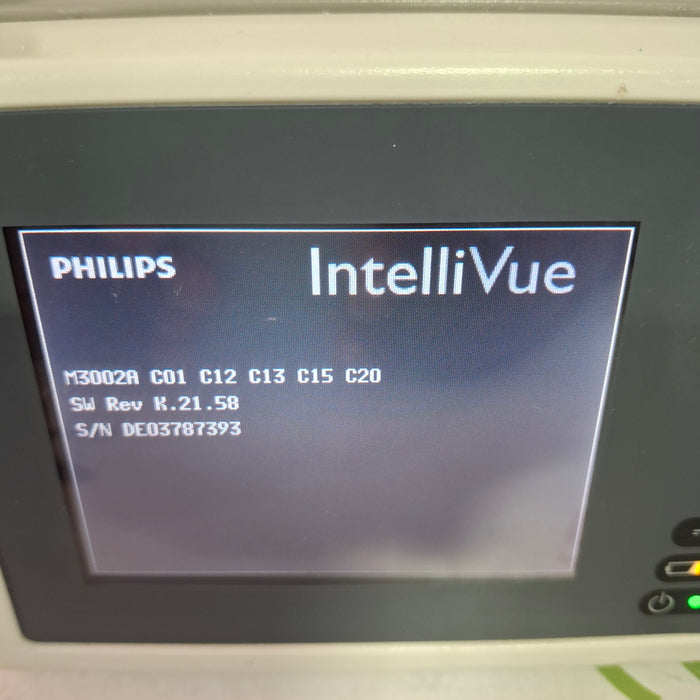 PHILIPS IntelliVue
M3002A C01 C12 C13 C15 C20
SW Rev K.21.58
S/N DE03787393